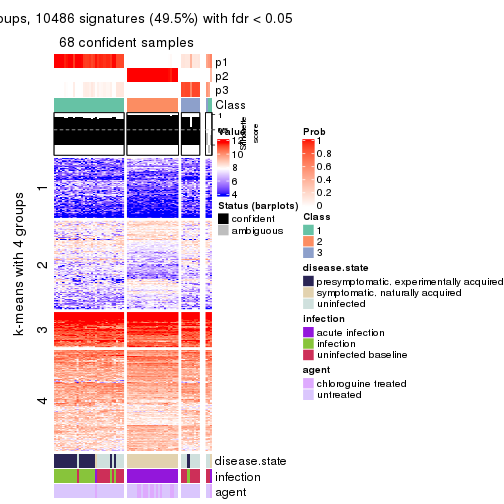 oups, 10486 signatures (49.5%) with fdr < 0.05
68 confident samples
p1
p2
p3
Class
1
Silhouette
score
Value
12
10
8
6
4
Status (barplots)
confident
ambiguous
Prob
1
0.8
0.6
0.4
0.2
0
Class
1
2
3
disease.state
presymptomatic. experimentally acquired
symptomatic. naturally acquired
uninfected
infection
acute infection
infection
uninfected baseline
agent
chloroguine treated
untreated
k-means with 4 groups
1
2
3
4
disease.state
infection
agent